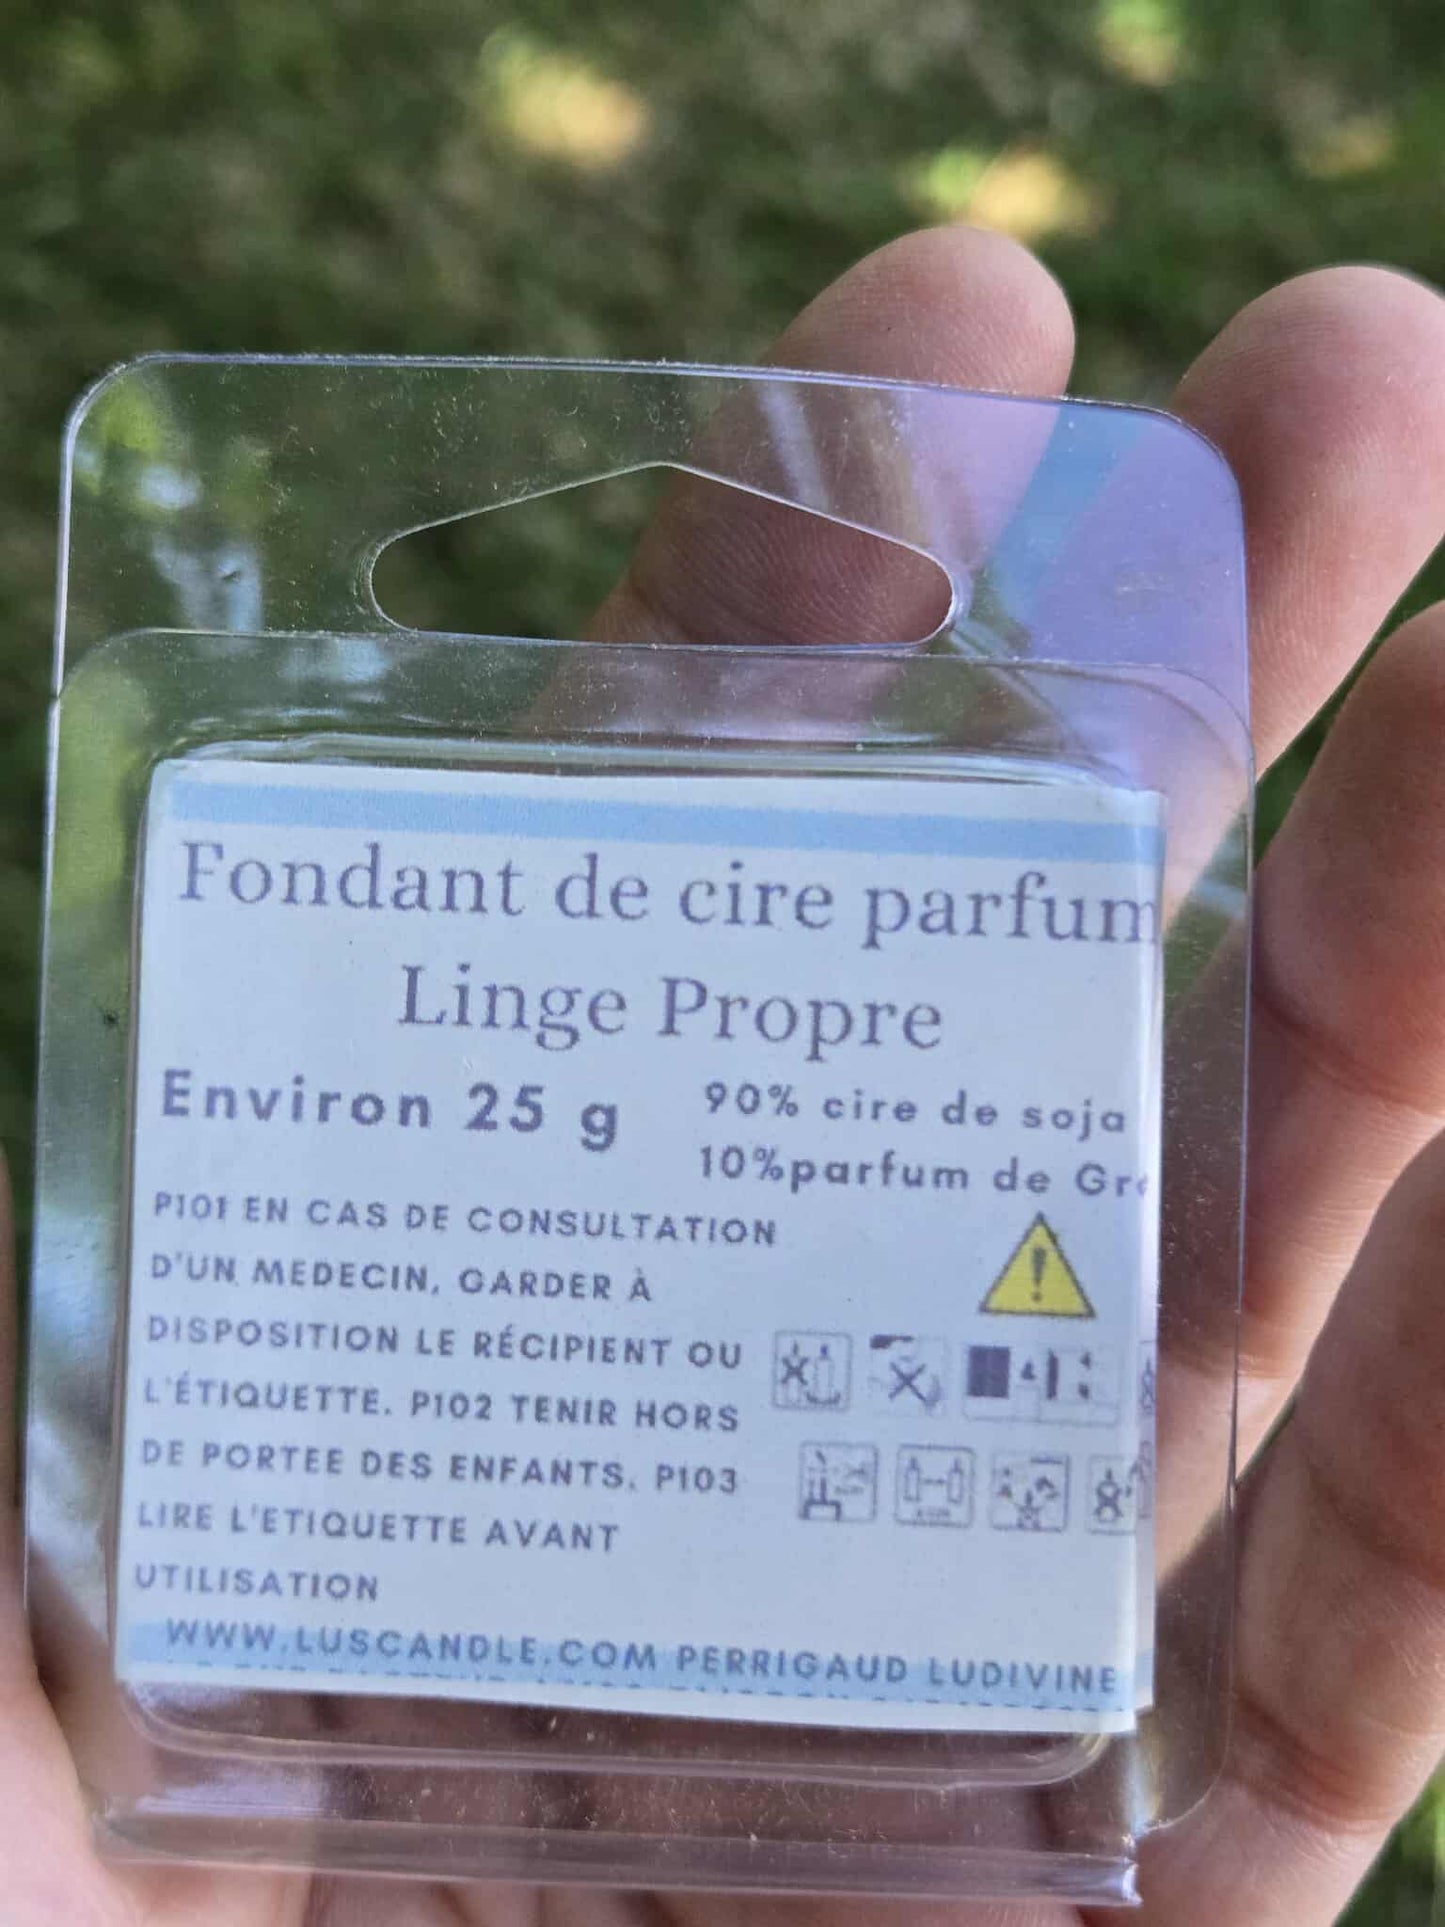 Fondant de cire parfum
Linge Propre
Environ 25 g
90% cire de soja
10%parfum de Gr
P101 EN CAS DE CONSULTATION
D'UN MEDECIN, GARDER À
DISPOSITION LE RÉCIPIENT OU
L'ÉTIQUETTE. P102 TENIR HORS
DE PORTEE DES ENFANTS. P103
LIRE L'ETIQUETTE AVANT
UTILISATION
WWW.LUSCANDLE.COM PERRIGAUD LUDIVINE